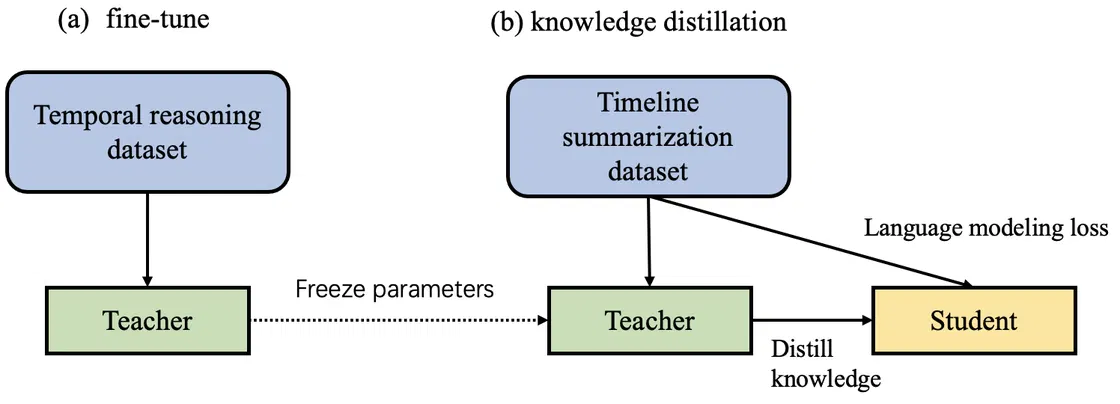 (a) fine-tune
(b) knowledge distillation
Temporal reasoning
dataset
Timeline
summarization
dataset
Language modeling loss
Freeze parameters
Teacher
Teacher
Student
Distill
knowledge